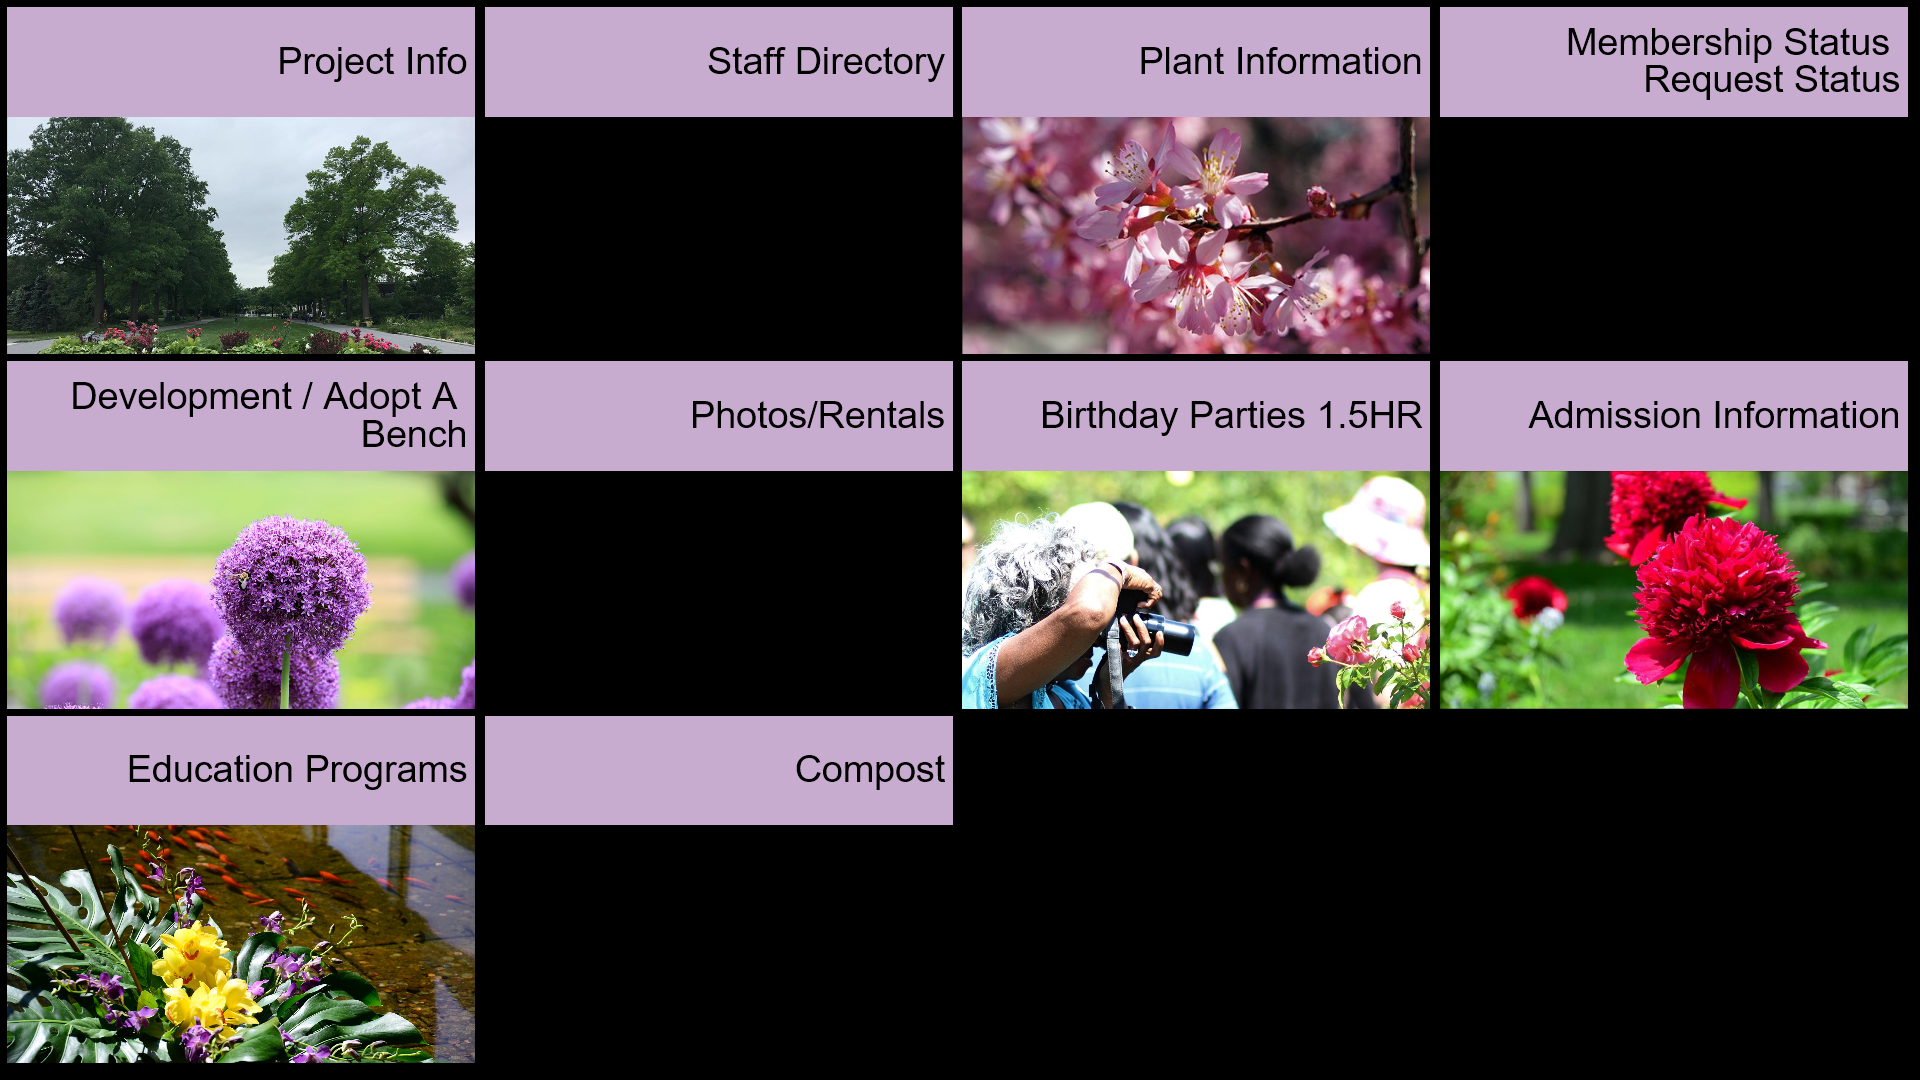 Project Info
Staff Directory
Plant Information
Membership Status
Request Status
Development / Adopt A
Bench
Photos/Rentals
Birthday Parties 1.5HR
Admission Information
Education Programs
Compost